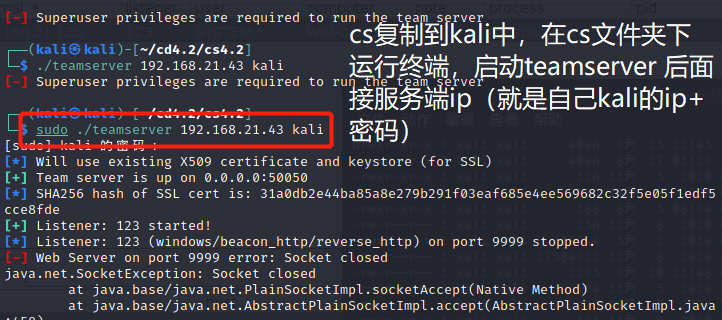 [-] Superuser privileges are required to run the team server
cs复制到kali中，在cs文件夹下
运行终端，启动teamserver 后面
接服务端ip（就是自己kali的ip+
密码）
┌──(kali㉿kali)-[~/cd4.2/cs4.2]
└─$ ./teamserver 192.168.21.43 kali
[-] Superuser privileges are required to run the team server
┌──(kali㉿kali)-[~/cd4.2/cs4.2]
└─$ sudo ./teamserver 192.168.21.43 kali
[sudo] kali 的密码：
[*] Will use existing X509 certificate and keystore (for SSL)
[+] Team server is up on 0.0.0.0:50050
[*] SHA256 hash of SSL cert is: 31a0db2e44ba85a8e279b291f03eaf685e4ee569682c32f5e05f1edf5
cce8fde
[+] Listener: 123 started!
[*] Listener: 123 (windows/beacon_http/reverse_http) on port 9999 stopped.
[-] Web Server on port 9999 error: Socket closed
java.net.SocketException: Socket closed
at java.base/java.net.PlainSocketImpl.socketAccept(Native Method)
at java.base/java.net.AbstractPlainSocketImpl.accept(AbstractPlainSocketImpl.java